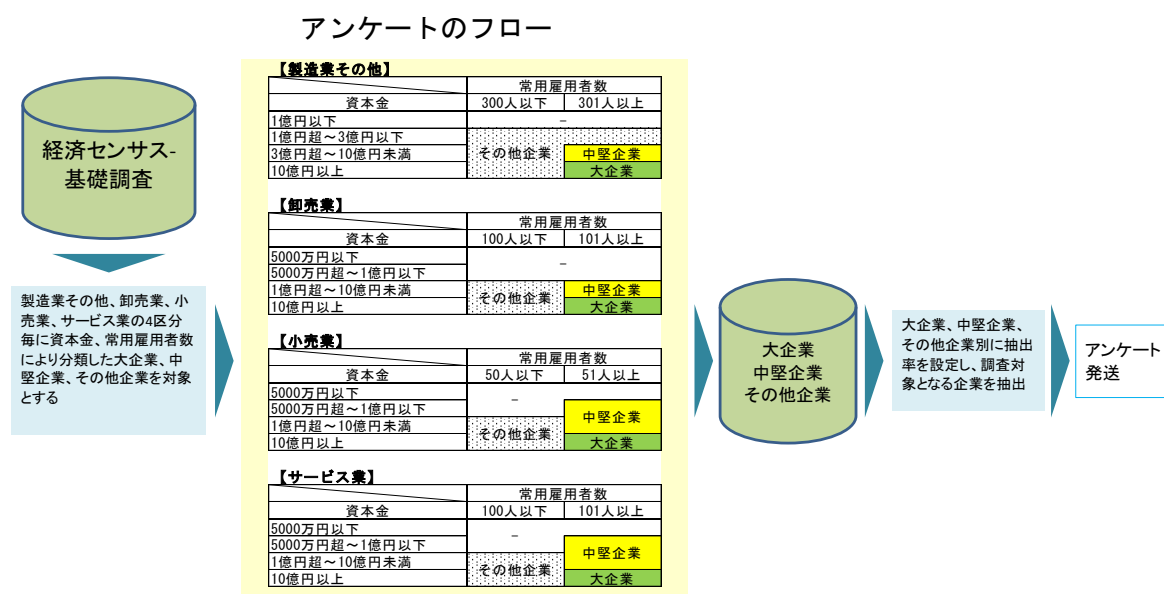 アンケートのフロー
経済センサス-
基礎調査
製造業その他、卸売業、小
売業、サービス業の4区分
毎に資本金、常用雇用者数
により分類した大企業、中
堅企業、その他企業を対象
とする
【製造業その他】
常用雇用者数
資本金 300人以下 301人以上
1億円以下 －
1億円超～3億円以下
3億円超～10億円未満 その他企業 中堅企業
10億円以上 大企業
【卸売業】
常用雇用者数
資本金 100人以下 101人以上
5000万円以下 －
5000万円超～1億円以下
1億円超～10億円未満 その他企業 中堅企業
10億円以上 大企業
【小売業】
常用雇用者数
資本金 50人以下 51人以上
5000万円以下 －
5000万円超～1億円以下 中堅企業
1億円超～10億円未満 その他企業
10億円以上 大企業
【サービス業】
常用雇用者数
資本金 100人以下 101人以上
5000万円以下 －
5000万円超～1億円以下 中堅企業
1億円超～10億円未満 その他企業
10億円以上 大企業
大企業
中堅企業
その他企業
大企業、中堅企業、
その他企業別に抽出
率を設定し、調査対
象となる企業を抽出
アンケート
発送